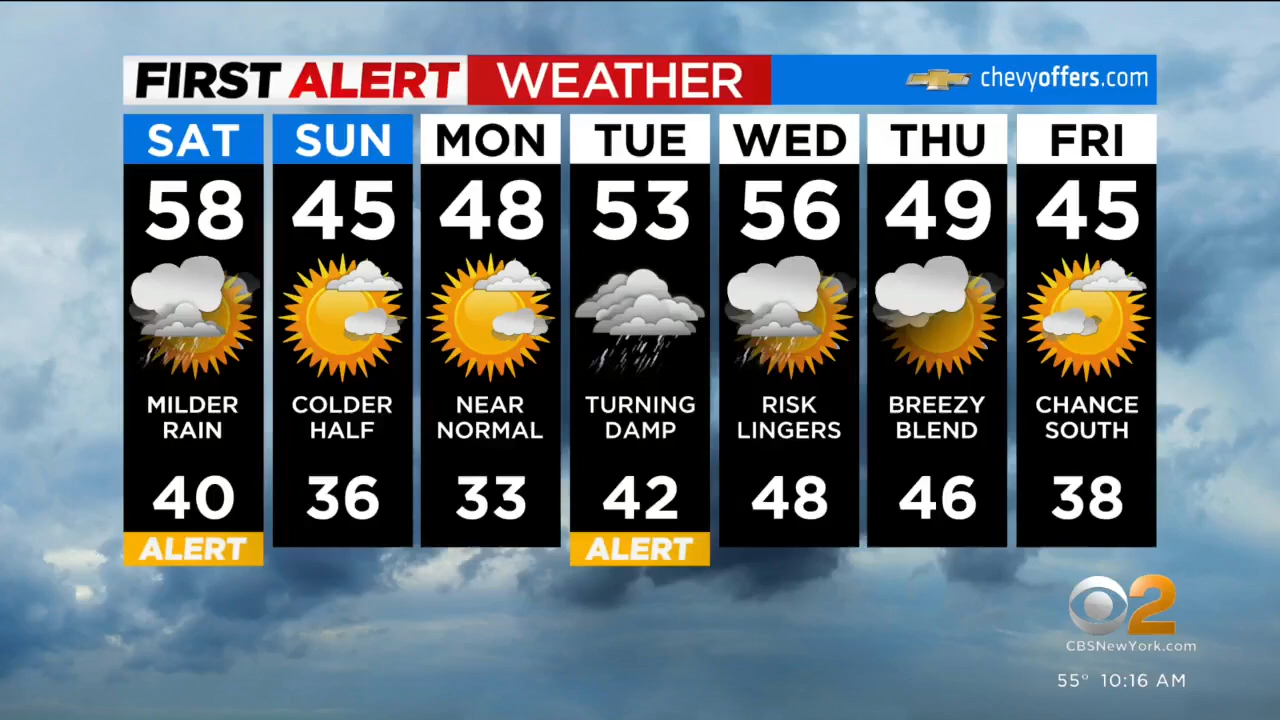 FIRST ALERT WEATHER chevyoffers.com
SAT SUN MON TUE WED THU FRI
58 45 48 53 56 49 45
MILDER RAIN COLDER HALF NEAR NORMAL TURNING DAMP RISK LINGERS BREEZY BLEND CHANCE SOUTH
40 36 33 42 48 46 38
ALERT ALERT
2
CBSNewYork.com
55° 10:16 AM